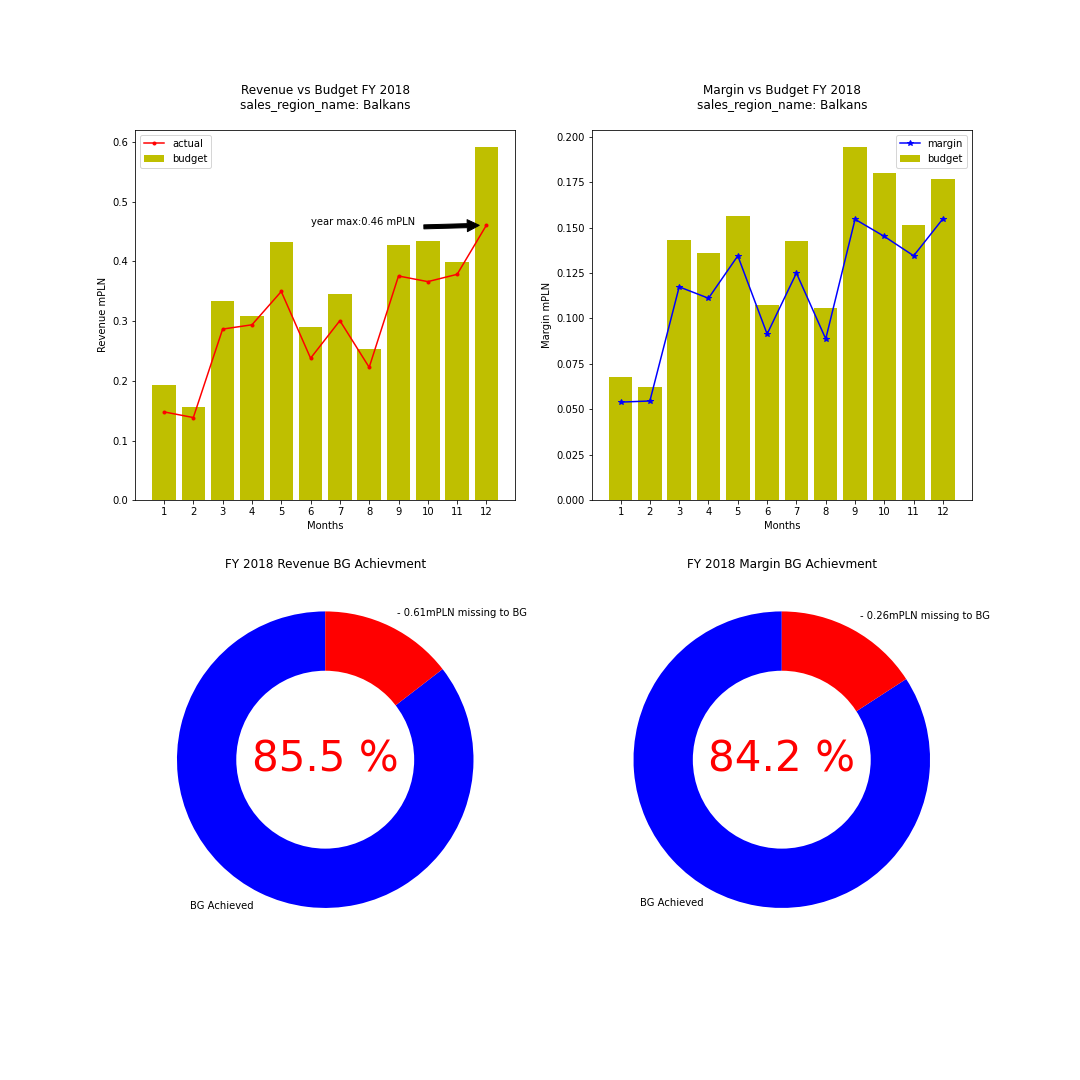 Revenue vs Budget FY 2018
sales_region_name: Balkans
actual
budget
year max:0.46 mPLN
Revenue mPLN
0.6
0.5
0.4
0.3
0.2
0.1
0.0
1 2 3 4 5 6 7 8 9 10 11 12
Months
Margin vs Budget FY 2018
sales_region_name: Balkans
margin
budget
Margin mPLN
0.200
0.175
0.150
0.125
0.100
0.075
0.050
0.025
0.000
1 2 3 4 5 6 7 8 9 10 11 12
Months
FY 2018 Revenue BG Achievment
- 0.61mPLN missing to BG
85.5 %
BG Achieved
FY 2018 Margin BG Achievment
- 0.26mPLN missing to BG
84.2 %
BG Achieved